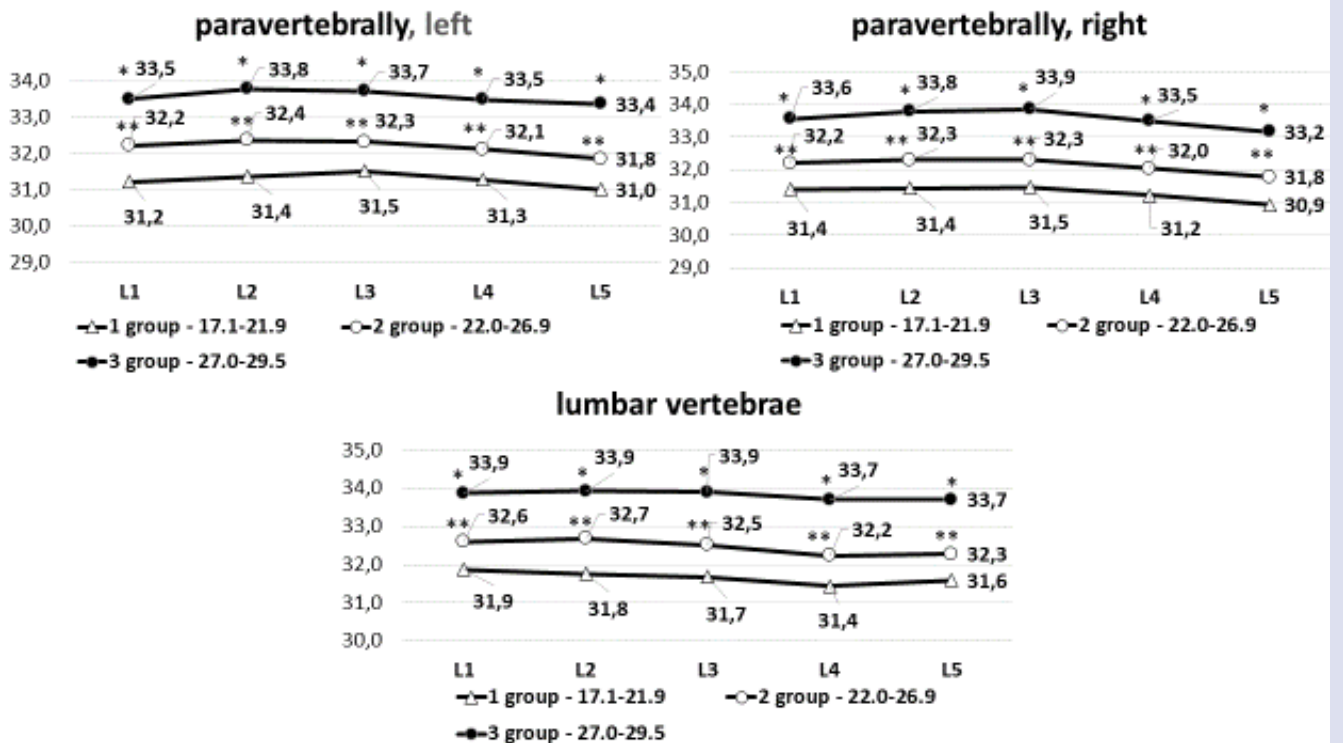 paravertebrally, left
* 33,5 * 33,8 * 33,7 * 33,5 *
34,0
33,4
33,0
** 32,2 ** 32,4 ** 32,3 ** 32,1 **
32,0
31,8
31,0
31,0
31,2 31,4 31,5 31,3
30,0
29,0
L1 L2 L3 L4 L5
1 group - 17.1-21.9 2 group - 22.0-26.9
3 group - 27.0-29.5
paravertebrally, right
35,0
* 33,6 * 33,8 * 33,9 * 33,5 *
34,0
33,2
33,0
** 32,2 ** 32,3 ** 32,3 ** 32,0 **
32,0
31,8
31,0
30,9
31,4 31,4 31,5 31,2
30,0
29,0
L1 L2 L3 L4 L5
1 group - 17.1-21.9 2 group - 22.0-26.9
3 group - 27.0-29.5
lumbar vertebrae
35,0
* 33,9 * 33,9 * 33,9 * 33,7 *
34,0
33,7
33,0
** 32,6 ** 32,7 ** 32,5 ** 32,2 **
32,3
32,0
31,6
31,9 31,8 31,7 31,4
31,0
30,0
L1 L2 L3 L4 L5
1 group - 17.1-21.9 2 group - 22.0-26.9
3 group - 27.0-29.5